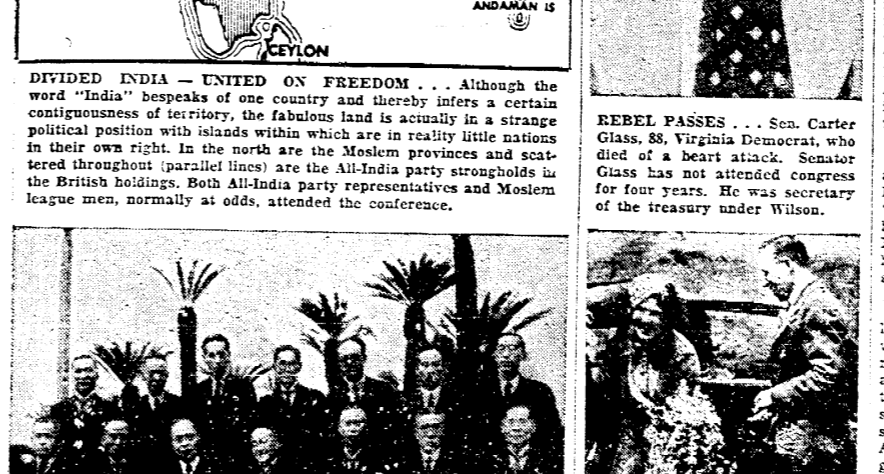 ANDAMAN IS
CEYLON
DIVIDED INDIA — UNITED ON FREEDOM . . . Although the
word "India" bespeaks of one country and thereby infers a certain
contiguousness of territory, the fabulous land is actually in a strange
political position with islands within which are in reality little nations
in their own right. In the north are the Moslem provinces and scat-
tered throughout (parallel lines) are the All-India party strongholds in
the British holdings. Both All-India party representatives and Moslem
league men, normally at odds, attended the conference.
REBEL PASSES . . . Sen. Carter
Glass, 88, Virginia Democrat, who
died of a heart attack. Senator
Glass has not attended congress
for four years. He was secretary
of the treasury under Wilson.